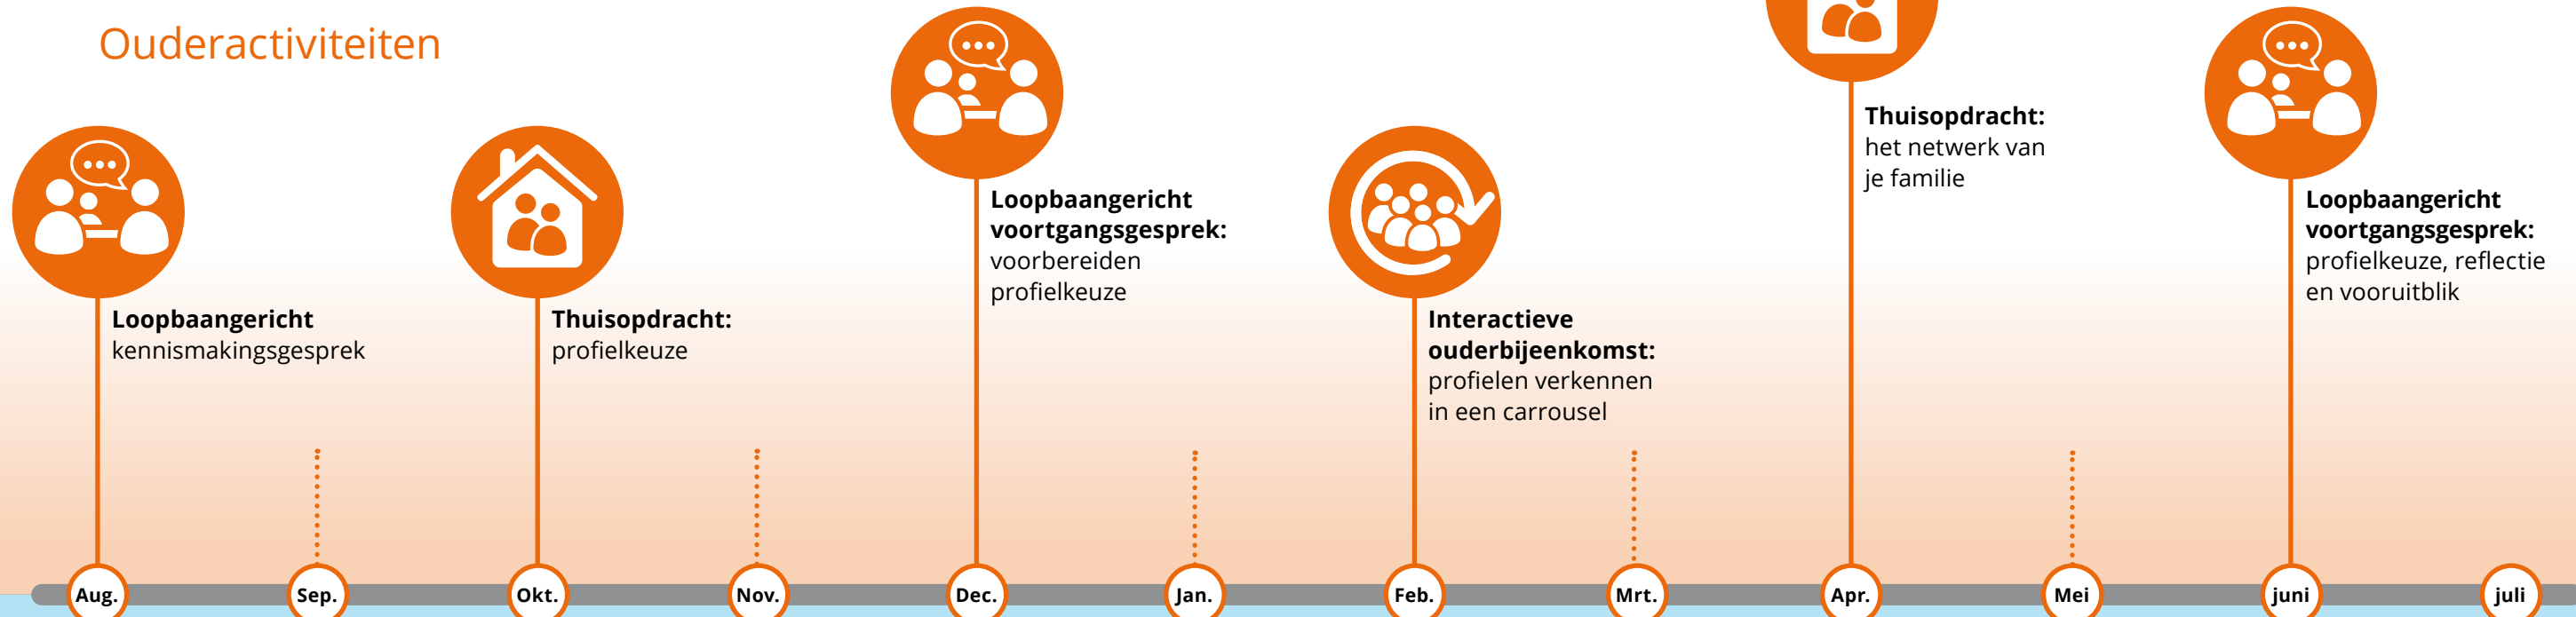 Ouderactiviteiten
Loopbaangericht
kennismakingsgesprek
Thuisopdracht:
profielkeuze
Loopbaangericht
voortgangsgesprek:
voorbereiden
profielkeuze
Interactieve
ouderbijeenkomst:
profielen verkennen
in een carrousel
Thuisopdracht:
het netwerk van
je familie
Loopbaangericht
voortgangsgesprek:
profielkeuze, reflectie
en vooruitblik
Aug.
Sep.
Okt.
Nov.
Dec.
Jan.
Feb.
Mrt.
Apr.
Mei
juni
juli